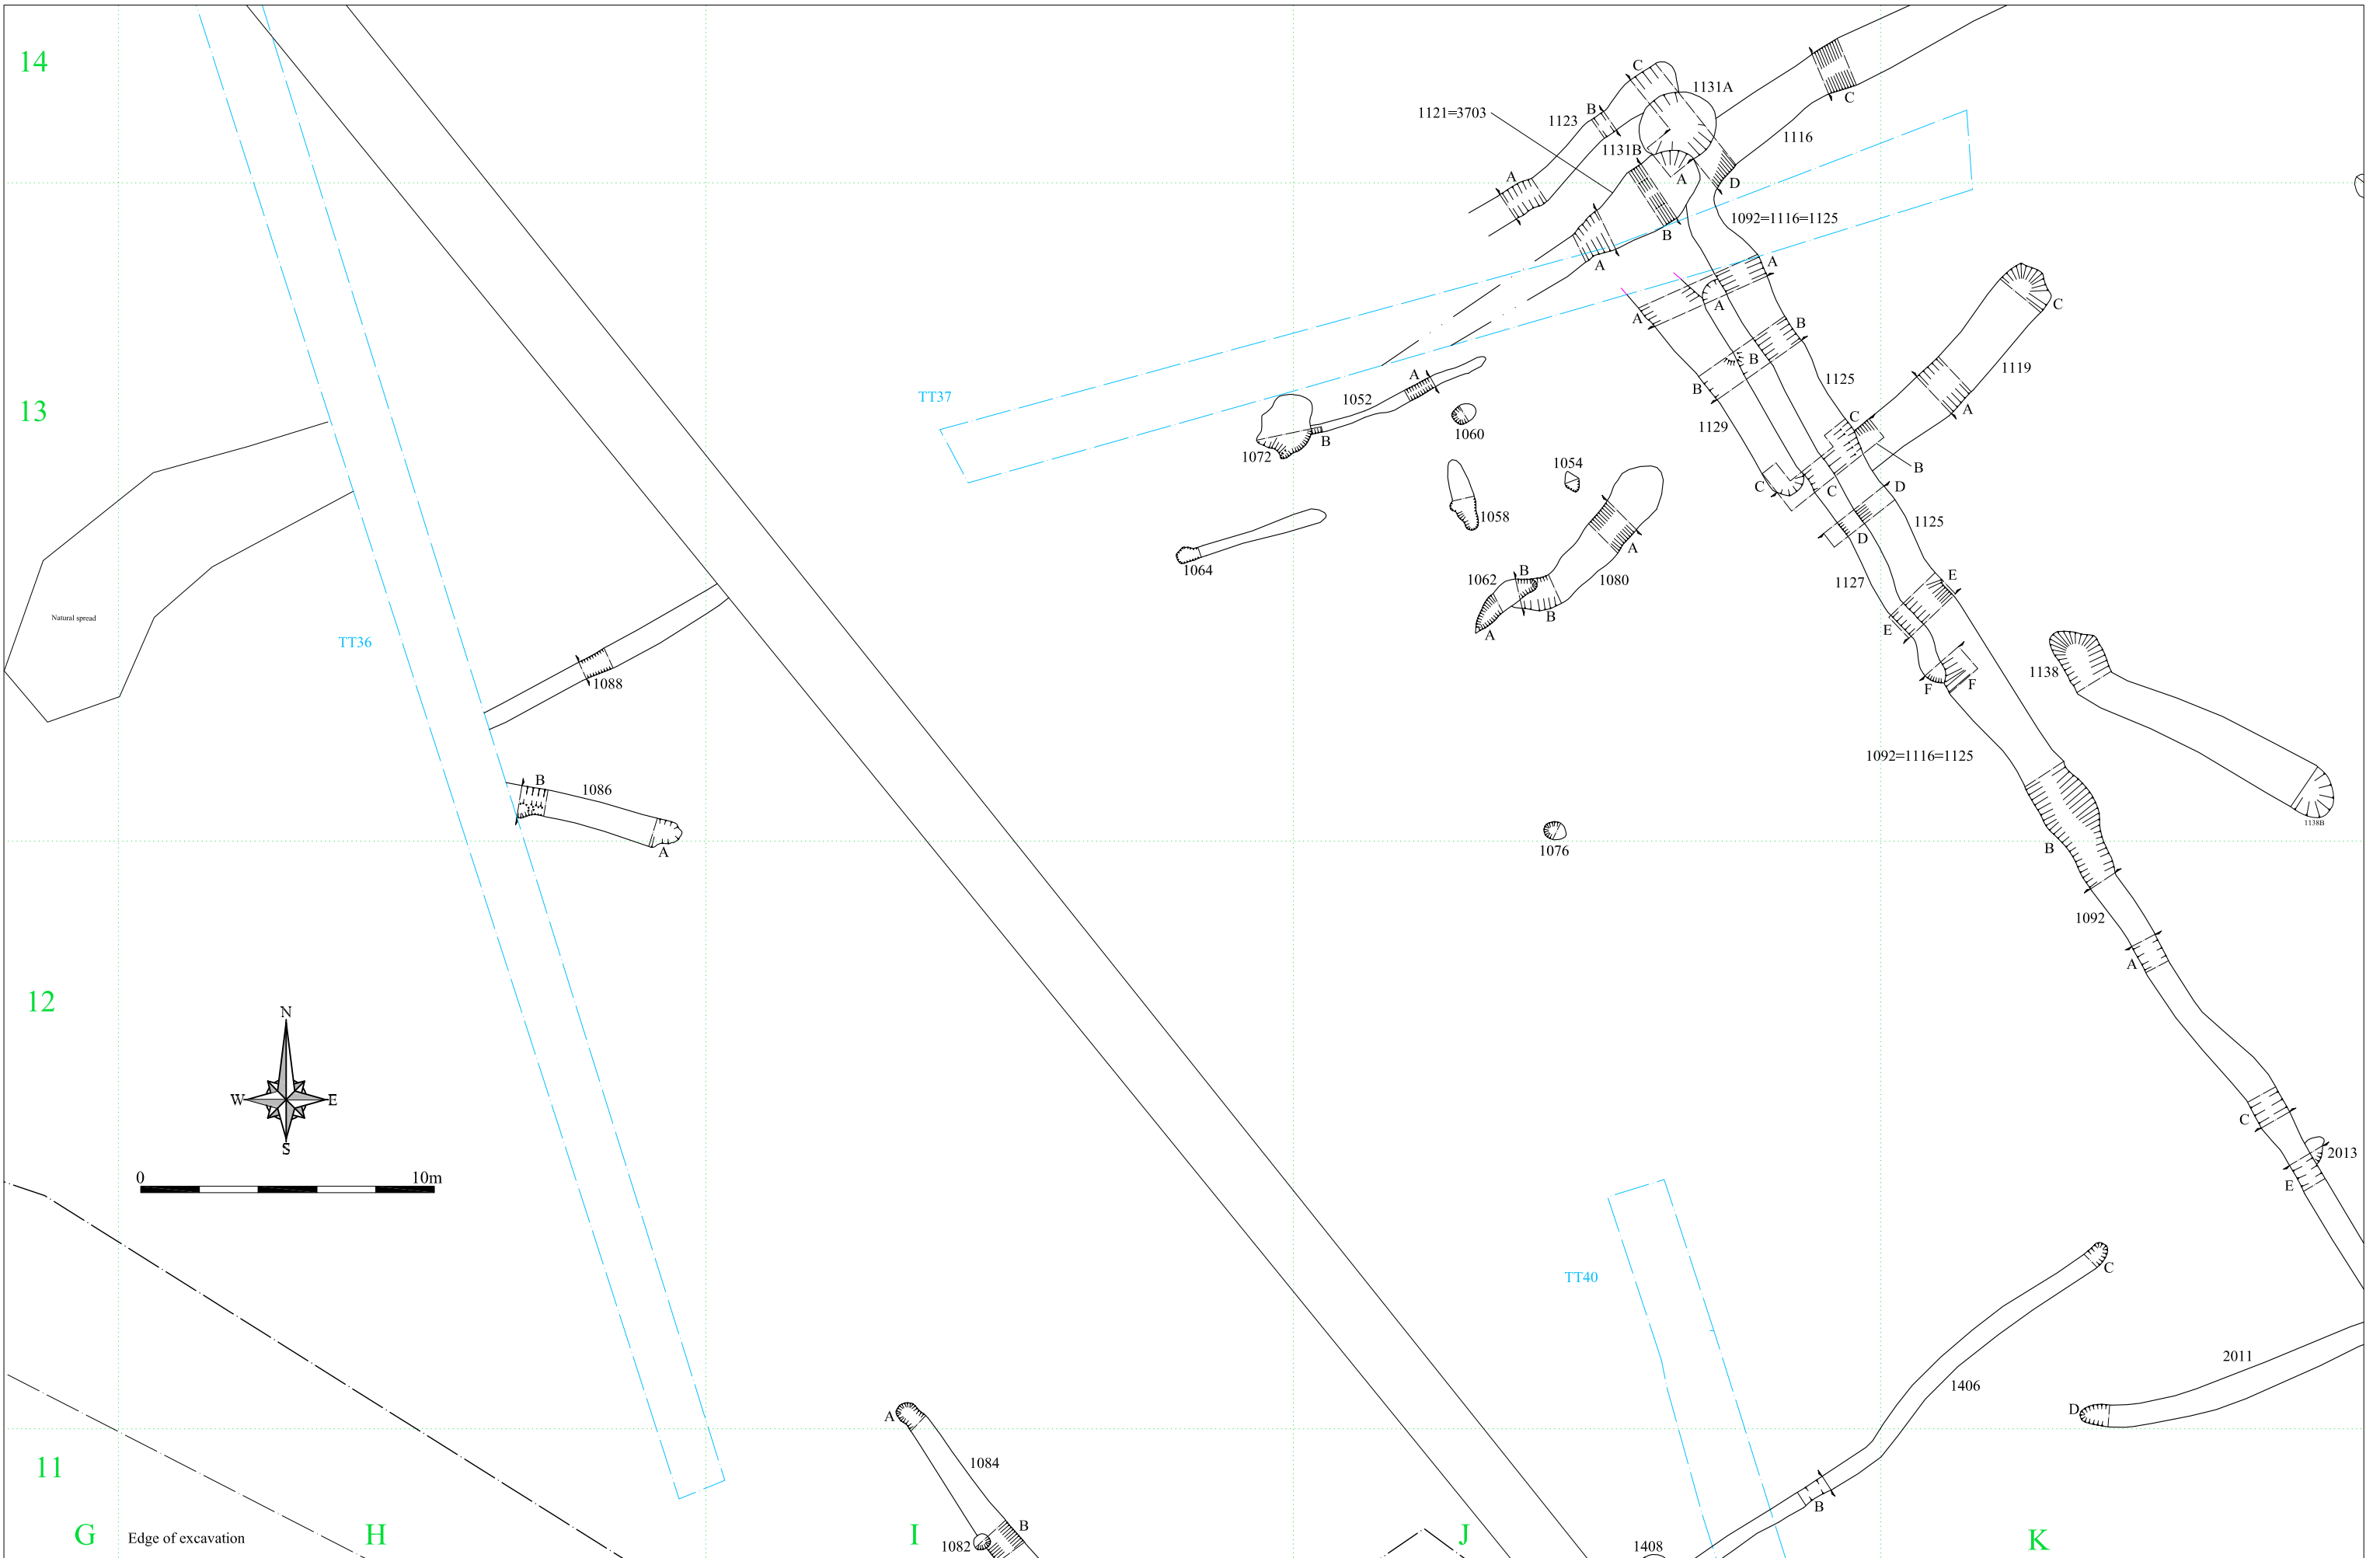 14
C
1131A
C
1121=3703
1123
B
1116
1131B
A
A
D
1092=1116=1125
B
A
A
A
A
C
B
B
B
1119
TT37
A
1125
13
1052
A
1129
C
1060
B
1072
B
1054
C
C
D
1058
1125
D
A
1064
B
1062
1080
1127
E
Natural spread
B
A
E
TT36
1138
1088
F
F
1092=1116=1125
B
1086
1138B
A
1076
B
1092
A
12
N
W
E
S
C
0
10m
2013
E
C
TT40
2011
1406
A
D
1084
11
B
G
Edge of excavation
H
I
B
J
K
1082
1408